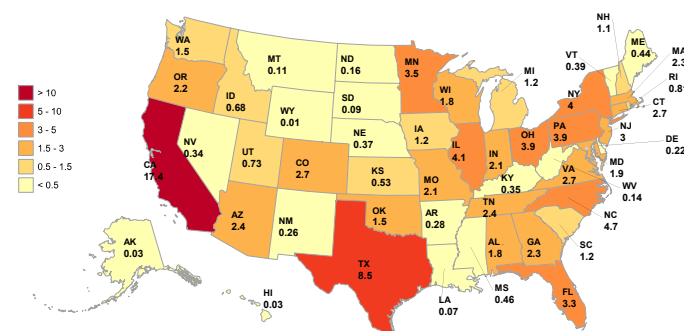 > 10
5 - 10
3 - 5
1.5 - 3
0.5 - 1.5
< 0.5
WA
1.5
OR
2.2
CA
17.4
NV
0.34
ID
0.68
MT
0.11
WY
0.01
UT
0.73
AZ
2.4
CO
2.7
NM
0.26
ND
0.16
SD
0.09
NE
0.37
KS
0.53
OK
1.5
TX
8.5
MN
3.5
IA
1.2
MO
2.1
AR
0.28
LA
0.07
WI
1.8
IL
4.1
MI
1.2
IN
2.1
OH
3.9
KY
0.35
TN
2.4
MS
0.46
AL
1.8
GA
2.3
FL
3.3
SC
1.2
NC
4.7
VA
2.7
WV
0.14
MD
1.9
DE
0.22
PA
3.9
NJ
3
NY
4
CT
2.7
RI
0.8
MA
2.3
VT
0.39
NH
1.1
ME
0.44
AK
0.03
HI
0.03